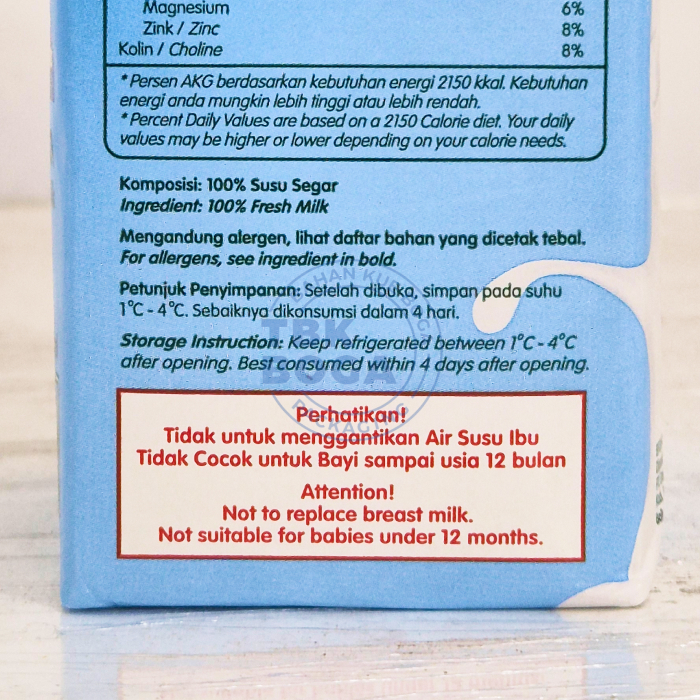 Magnesium 6%
Zink / Zinc 8%
Kolin / Choline 8%
* Persen AKG berdasarkan kebutuhan energi 2150 kkal. Kebutuhan
energi anda mungkin lebih tinggi atau lebih rendah.
* Percent Daily Values are based on a 2150 Calorie diet. Your daily
values may be higher or lower depending on your calorie needs.
Komposisi: 100% Susu Segar
Ingredient: 100% Fresh Milk
Mengandung alergen, lihat daftar bahan yang dicetak tebal.
For allergens, see ingredient in bold.
Petunjuk Penyimpanan: Setelah dibuka, simpan pada suhu
1°C - 4°C. Sebaiknya dikonsumsi dalam 4 hari.
Storage Instruction: Keep refrigerated between 1°C - 4°C
after opening. Best consumed within 4 days after opening.
BAHAN KUE
TBK
BOGA
PACKAGING
Perhatikan!
Tidak untuk menggantikan Air Susu Ibu
Tidak Cocok untuk Bayi sampai usia 12 bulan
Attention!
Not to replace breast milk.
Not suitable for babies under 12 months.